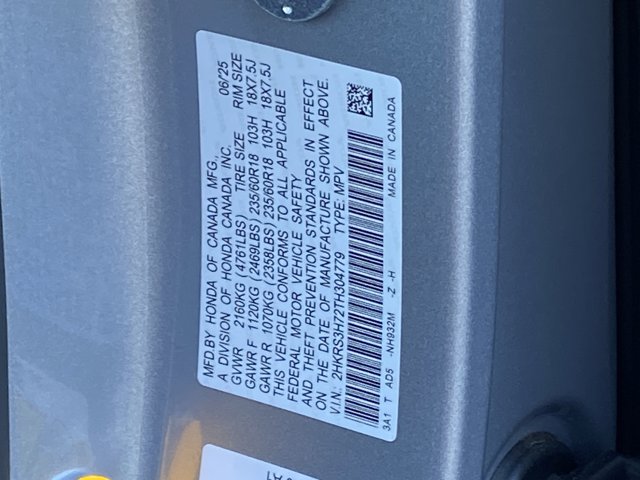 MFD.BY HONDA OF CANADA MFG., 06/25
A DIVISION OF HONDA CANADA INC.
GVWR 2160KG (4761LBS) TIRE SIZE RIM SIZE
GAWR F 1120KG (2469LBS) 235/60R18 103H 18X7.5J
GAWR R 1070KG (2358LBS) 235/60R18 103H 18X7.5J
THIS VEHICLE CONFORMS TO ALL APPLICABLE
FEDERAL MOTOR VEHICLE SAFETY
AND THEFT PREVENTION STANDARDS IN EFFECT
ON THE DATE OF MANUFACTURE SHOWN ABOVE.
V.I.N.: 2HKRS3H72TH304779 TYPE: MPV
3A1 T AD5 -NH932M -Z -H MADE IN CANADA